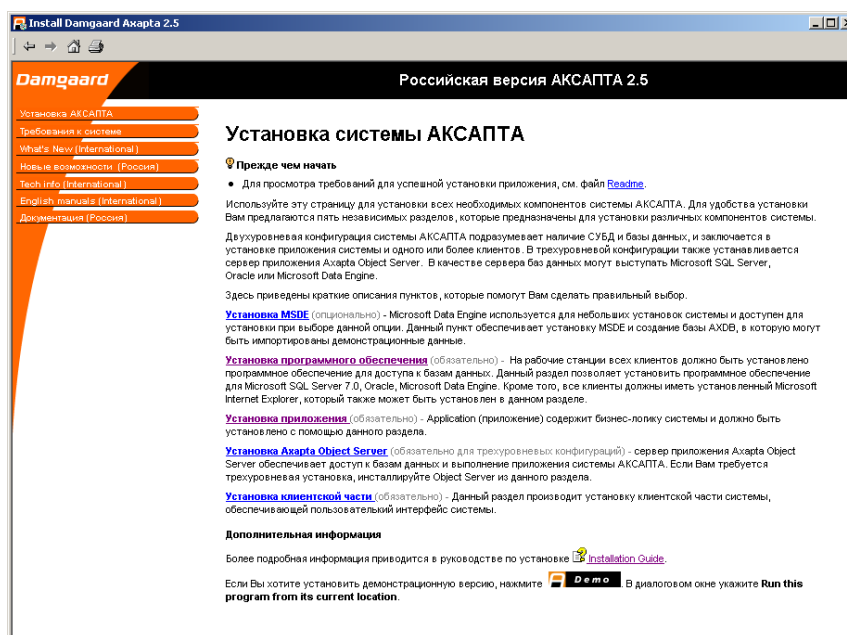 Install Damgaard Axapta 2.5
Damgaard
Российская версия АКСАПТА 2.5
Установка АКСАПТА
Требования к системе
What's New (International)
Новые возможности (Россия)
Tech info (International)
English manuals (International)
Документация (Россия)
Установка системы АКСАПТА
Прежде чем начать
• Для просмотра требований для успешной установки приложения, см. файл Readme.
Используйте эту страницу для установки всех необходимых компонентов системы АКСАПТА. Для удобства установки
Вам предлагаются пять независимых разделов, которые предназначены для установки различных компонентов системы.
Двухуровневая конфигурация системы АКСАПТА подразумевает наличие СУБД и базы данных, и заключается в
установке приложения системы и одного или более клиентов. В трехуровневой конфигурации также устанавливается
сервер приложения Axapta Object Server. В качестве сервера баз данных могут выступать Microsoft SQL Server,
Oracle или Microsoft Data Engine.
Здесь приведены краткие описания пунктов, которые помогут Вам сделать правильный выбор.
Установка MSDE (опционально) - Microsoft Data Engine используется для небольших установок системы и доступен для
установки при выборе данной опции. Данный пункт обеспечивает установку MSDE и создание базы AXDB, в которую могут
быть импортированы демонстрационные данные.
Установка программного обеспечения (обязательно) - На рабочие станции всех клиентов должно быть установлено
программное обеспечение для доступа к базам данных. Данный раздел позволяет установить программное обеспечение
для Microsoft SQL Server 7.0, Oracle, Microsoft Data Engine. Кроме того, все клиенты должны иметь установленный Microsoft
Internet Explorer, который также может быть установлен в данном разделе.
Установка приложения (обязательно) - Application (приложение) содержит бизнес-логику системы и должно быть
установлено с помощью данного раздела.
Установка Axapta Object Server (обязательно для трехуровневых конфигураций) - сервер приложения Axapta Object
Server обеспечивает доступ к базам данных и выполнение приложения системы АКСАПТА. Если Вам требуется
трехуровневая установка, инсталлируйте Object Server из данного раздела.
Установка клиентской части (обязательно) - Данный раздел производит установку клиентской части системы,
обеспечивающей пользователький интерфейс системы.
Дополнительная информация
Более подробная информация приводится в руководстве по установке Installation Guide.
Если Вы хотите установить демонстрационную версию, нажмите Demo . В диалоговом окне укажите Run this
program from its current location.